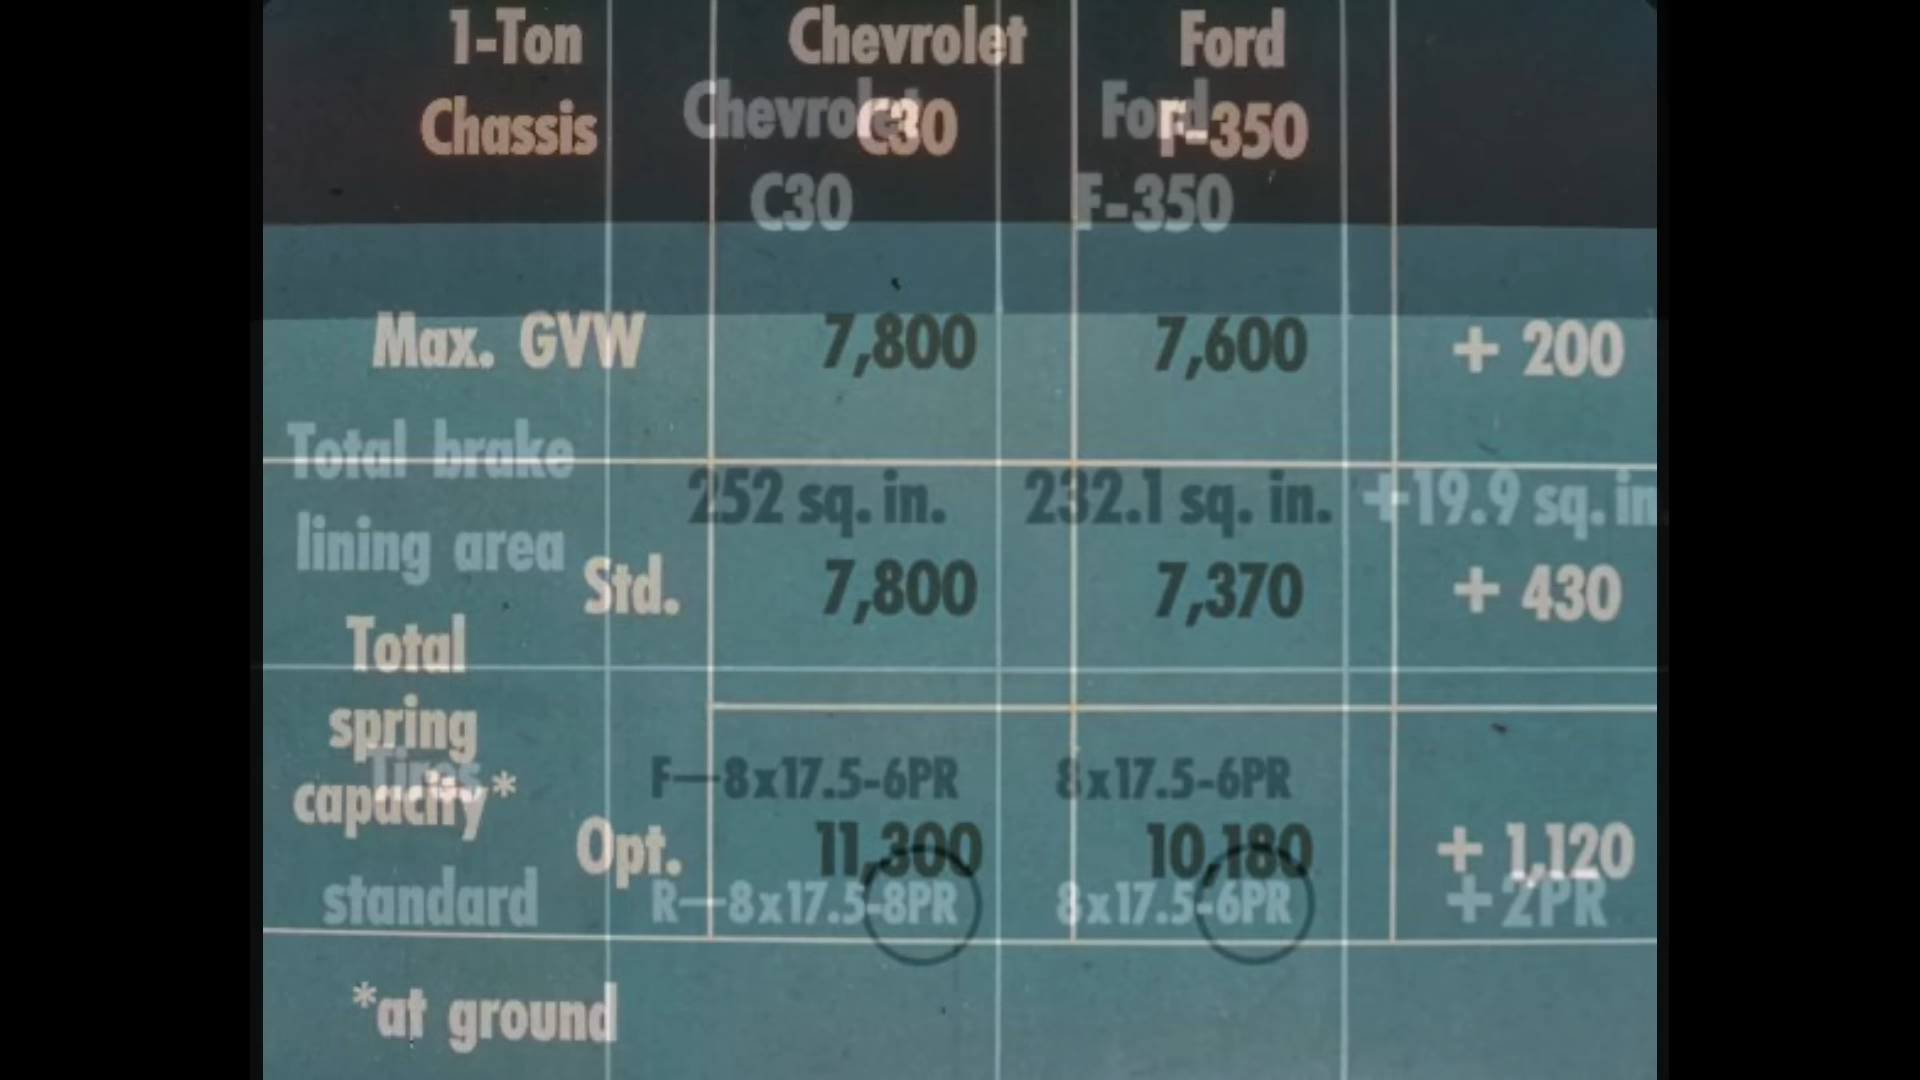 1-Ton Chevrolet Ford
Chassis C30 F-350
Max. GVW 7,800 7,600 + 200
Total spring capacity* Std. 7,800 7,370 + 430
Opt. 11,300 10,180 + 1,120
*at ground
Chevrolet Ford
C30 F-350
Total brake
lining area 252 sq. in. 232.1 sq. in. +19.9 sq. in
Tires F—8x17.5-6PR 8x17.5-6PR
standard R—8x17.5-8PR 8x17.5-6PR +2PR